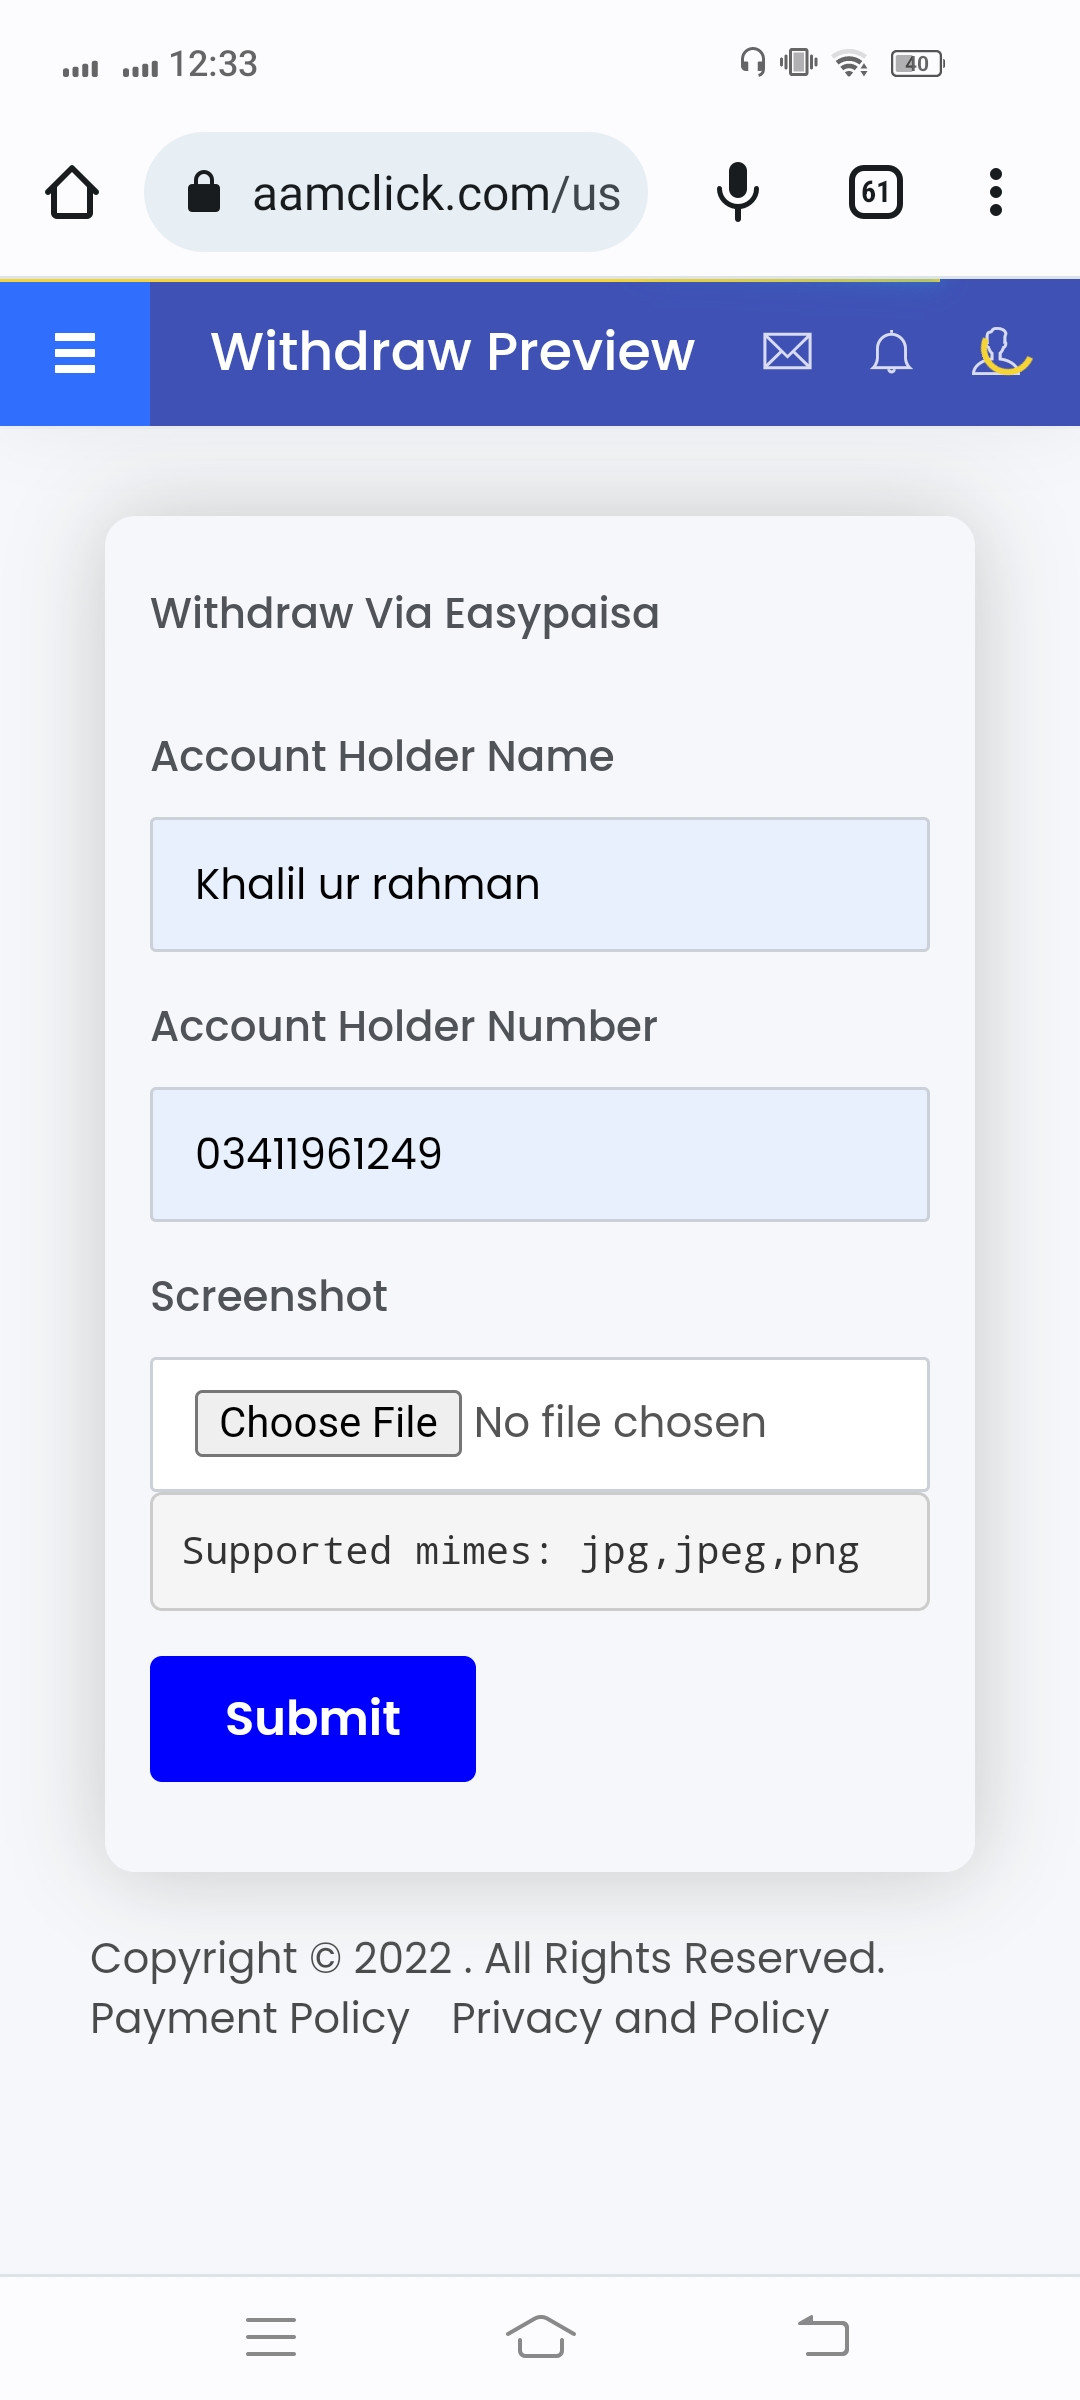 12:33
40
aamclick.com/us
61
Withdraw Preview
Withdraw Via Easypaisa
Account Holder Name
Khalil ur rahman
Account Holder Number
03411961249
Screenshot
Choose File No file chosen
Supported mimes: jpg,jpeg,png
Submit
Copyright © 2022 . All Rights Reserved.
Payment Policy Privacy and Policy